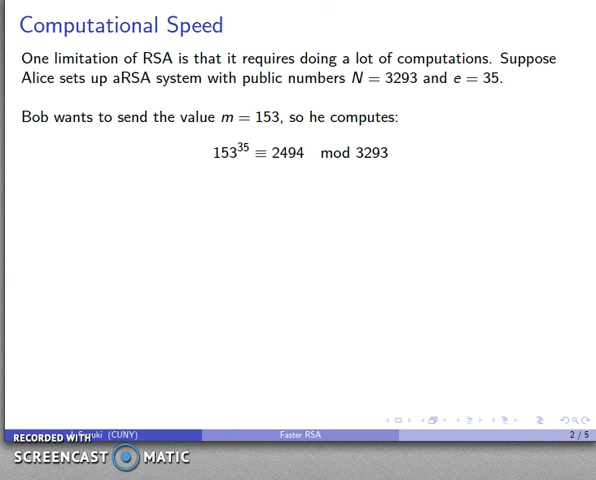 Computational Speed
One limitation of RSA is that it requires doing a lot of computations. Suppose
Alice sets up aRSA system with public numbers N = 3293 and e = 35.
Bob wants to send the value m = 153, so he computes:
153^35 ≡ 2494 mod 3293
(CUNY) Faster RSA 2 / 5
RECORDED WITH
SCREENCAST MATIC